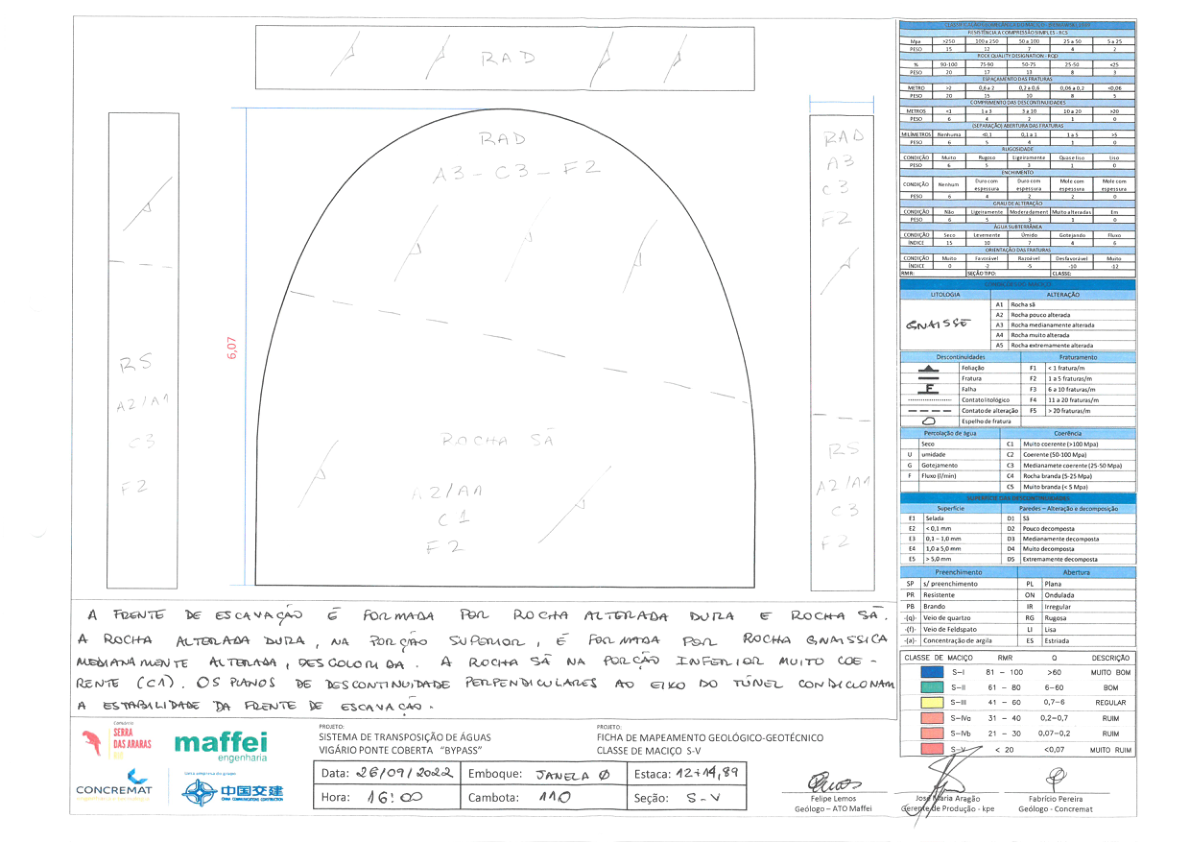 RAD
RAD
A3 - C3 - F2
6,07
ROCHA SÃ
A2/A1
C1
F2
RS
A2/A1
C3
F2
RAD
A3
C3
F2
RS
A2/A1
C3
F2
A FRENTE DE ESCAVAÇÃO É FORMADA POR ROCHA ALTERADA DURA E ROCHA SÃ.
A ROCHA ALTERADA DURA, NA PORÇÃO SUPERIOR, É FORMADA POR ROCHA GNAISSICA
MEDIANAMENTE ALTERADA, DESCOLORIDA. A ROCHA SÃ NA PORÇÃO INFERIOR MUITO COE-
RENTE (C1). OS PLANOS DE DESCONTINUIDADE PERPENDICULARES AO EIXO DO TÚNEL CONDICIONAM
A ESTABILIDADE DA FRENTE DE ESCAVAÇÃO.
RESISTÊNCIA A COMPRESSÃO SIMPLES - RCS
Mpa >250 100 a 250 50 a 100 25 a 50 5 a 25
PESO 15 12 7 4 2
ROCK QUALITY DESIGNATION - RQD
% 90-100 75-90 50-75 25-50 <25
PESO 20 17 13 8 3
ESPAÇAMENTO DAS FRATURAS
METRO >2 0,6 a 2 0,2 a 0,6 0,06 a 0,2 <0,06
PESO 20 15 10 8 5
COMPRIMENTO DAS DESCONTINUIDADES
METROS <1 1 a 3 3 a 10 10 a 20 >20
PESO 6 4 2 1 0
SEPARAÇÃO/ABERTURA DAS FRATURAS
MILÍMETROS Nenhuma <0,1 0,1 a 1 1 a 5 >5
PESO 6 5 4 1 0
RUGOSIDADE
CONDIÇÃO Muito Rugoso Ligeiramente Quase liso Liso
PESO 6 5 3 1 0
ENCHIMENTO
CONDIÇÃO Nenhum Duro com espessura Duro com espessura Mole com espessura Mole com espessura
PESO 6 4 2 2 0
GRAU DE ALTERAÇÃO
CONDIÇÃO Não Ligeiramente Moderadament Muito alteradas Em
PESO 6 5 3 1 0
ÁGUA SUBTERRÂNEA
CONDIÇÃO Seco Levemente Úmido Gotejando Fluxo
ÍNDICE 15 10 7 4 6
ORIENTAÇÃO DAS FRATURAS
CONDIÇÃO Muito Favorável Razoável Desfavorável Muito
ÍNDICE 0 -2 -5 -10 -12
RMR: SEÇÃO TIPO: CLASSE:
LITOLOGIA ALTERAÇÃO
GNAISSE
A1 Rocha sã
A2 Rocha pouco alterada
A3 Rocha medianamente alterada
A4 Rocha muito alterada
A5 Rocha extremamente alterada
Descontinuidades Fraturamento
Foliação F1 < 1 fratura/m
Fratura F2 1 a 5 fraturas/m
F Falha F3 6 a 10 fraturas/m
Contato litológico F4 11 a 20 fraturas/m
Contato de alteração F5 > 20 fraturas/m
Espelho de fratura
Percolação de água Coerência
Seco C1 Muito coerente (>100 Mpa)
U umidade C2 Coerente (50-100 Mpa)
G Gotejamento C3 Medianamete coerente (25-50 Mpa)
F Fluxo (l/min) C4 Rocha branda (5-25 Mpa)
C5 Muito branda (< 5 Mpa)
Superfície Paredes – Alteração e decomposição
E1 Selada D1 Sã
E2 < 0,1 mm D2 Pouco decomposta
E3 0,1 – 1,0 mm D3 Medianamente decomposta
E4 1,0 a 5,0 mm D4 Muito decomposta
E5 > 5,0 mm D5 Extremamente decomposta
Preenchimento Abertura
SP s/ preenchimento PL Plana
PR Resistente ON Ondulada
PB Brando IR Irregular
-(q)- Veio de quartzo RG Rugosa
-(f)- Veio de Feldspato LI Lisa
-(a)- Concentração de argila ES Estriada
CLASSE DE MACIÇO RMR Q DESCRIÇÃO
S-I 81 - 100 >60 MUITO BOM
S-II 61 - 80 6-60 BOM
S-III 41 - 60 0,7-6 REGULAR
S-IVa 31 - 40 0,2-0,7 RUIM
S-IVb 21 - 30 0,07-0,2 RUIM
S-V < 20 <0,07 MUITO RUIM
Consórcio
SERRA
DAS ARARAS
maffei
engenharia
CONCREMAT
中国交建
PROJETO:
SISTEMA DE TRANSPOSIÇÃO DE ÁGUAS
VIGÁRIO PONTE COBERTA "BYPASS"
PROJETO:
FICHA DE MAPEAMENTO GEOLÓGICO-GEOTÉCNICO
CLASSE DE MACIÇO S-V
Data: 26/09/2022 Emboque: JANELA Ø Estaca: 12+14,89
Hora: 16:00 Cambota: 110 Seção: S-V
Felipe Lemos
Geólogo – ATO Maffei
José Maria Aragão
Gerente de Produção - kpe
Fabrício Pereira
Geólogo - Concremat